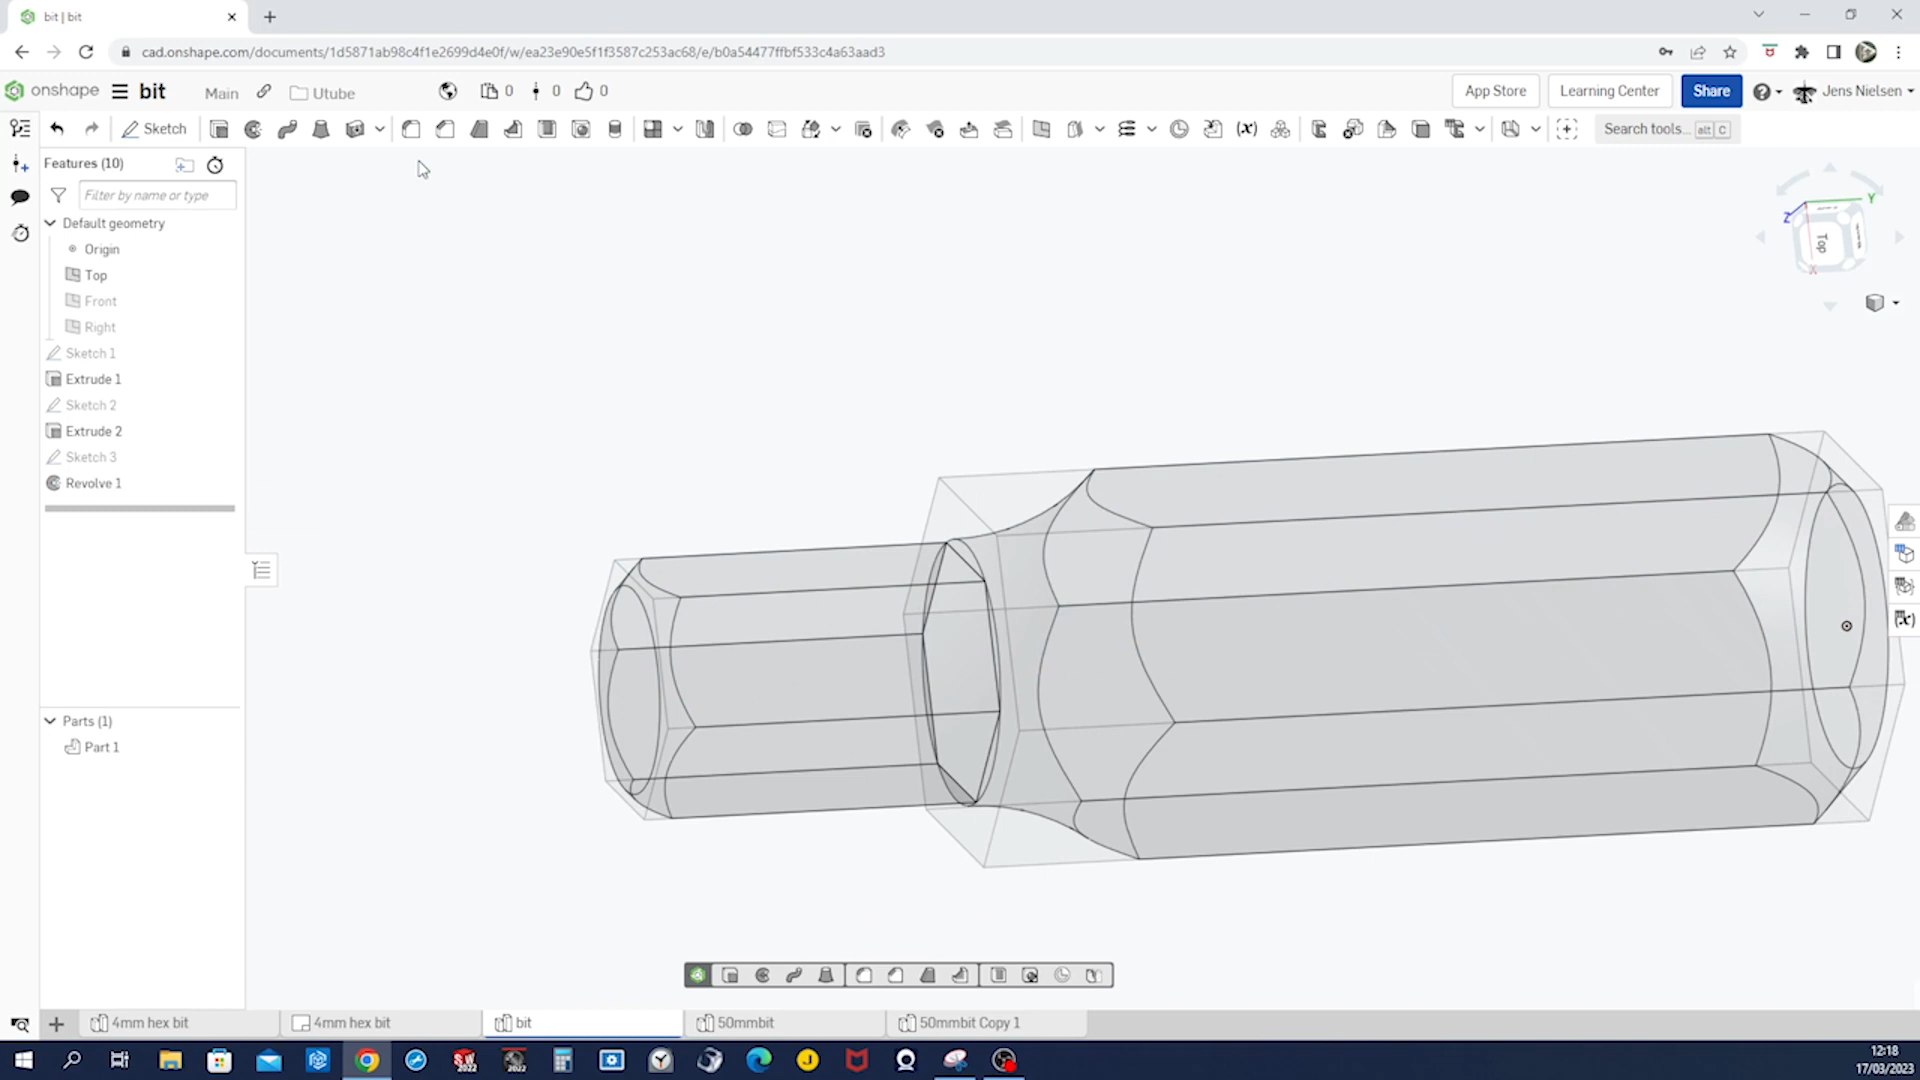 bit | bit
cad.onshape.com/documents/1d5871ab98c4f1e2699d4e0f/w/ea23e90e5f1f3587c253ac68/e/b0a54477ffbf533c4a63aad3
onshape bit Main Utube 0 0 0 App Store Learning Center Share Jens Nielsen
Sketch (x) Search tools... alt C
Features (10)
Filter by name or type
Default geometry
Origin
Top
Front
Right
Sketch 1
Extrude 1
Sketch 2
Extrude 2
Sketch 3
Revolve 1
Parts (1)
Part 1
Y
Z
Top
X
(x)
4mm hex bit 4mm hex bit bit 50mmbit 50mmbit Copy 1
SW 2022 2022 J
12:18
17/03/2023